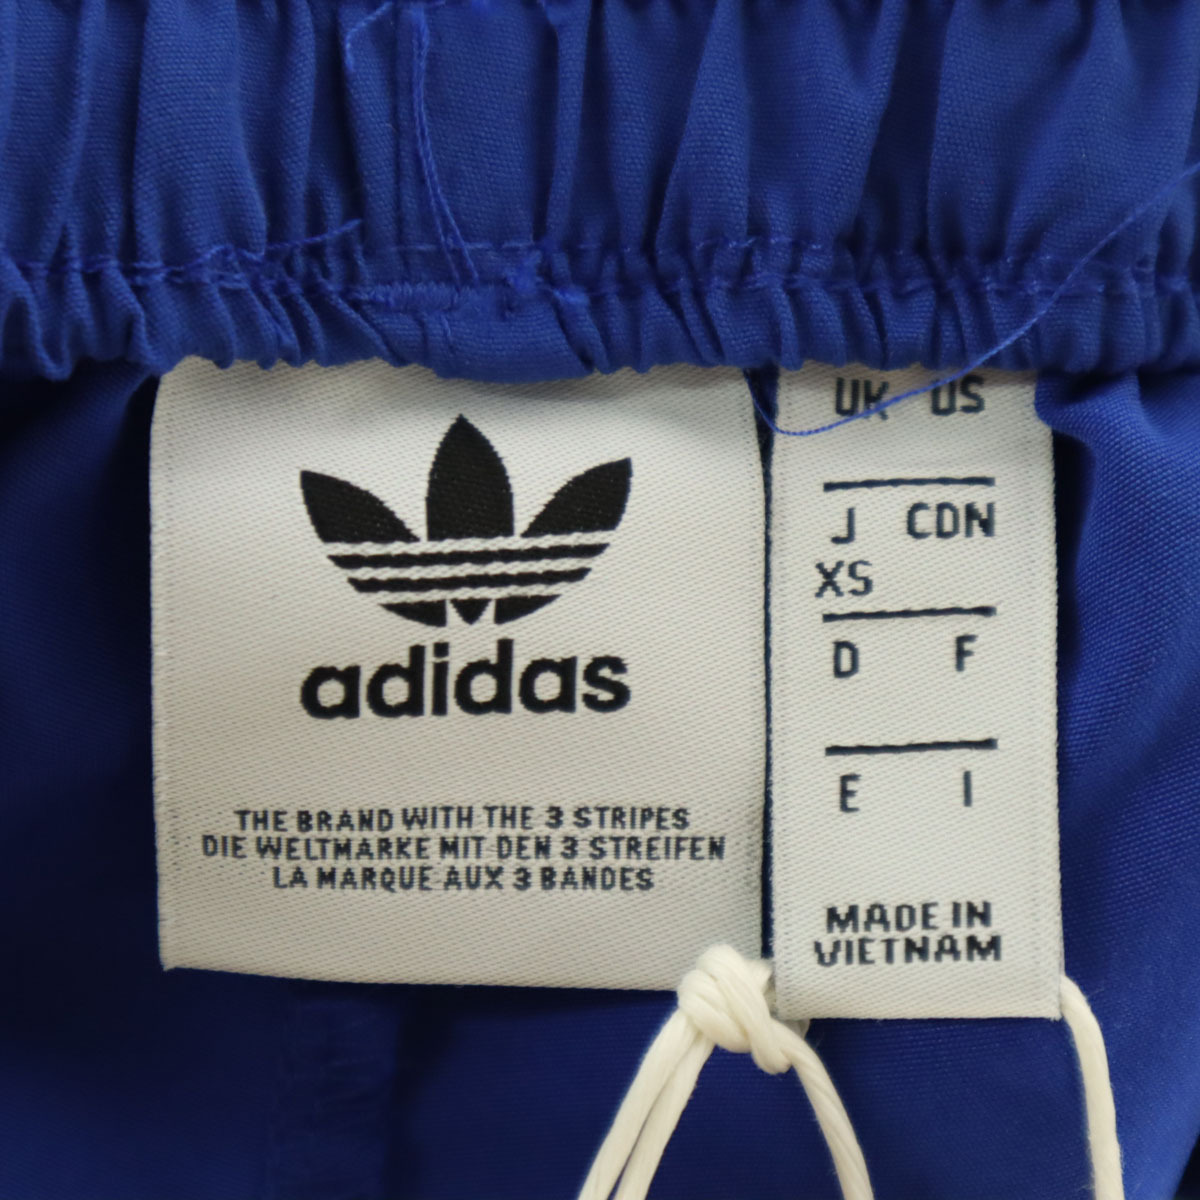 adidas
THE BRAND WITH THE 3 STRIPES
DIE WELTMARKE MIT DEN 3 STREIFEN
LA MARQUE AUX 3 BANDES
UK US
J CDN
XS
D F
E I
MADE IN
VIETNAM